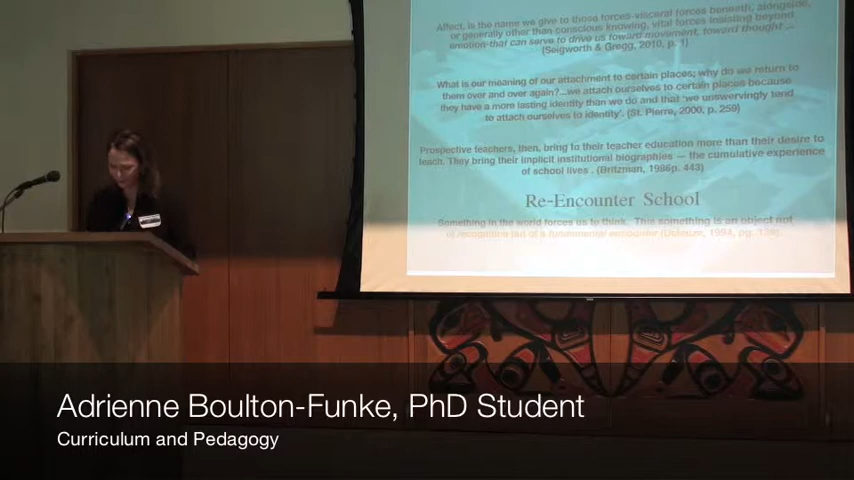 Affect, is the name we give to those forces-visceral forces beneath, alongside,
or generally other than conscious knowing, vital forces insisting beyond
emotion-that can serve to drive us toward movement, toward thought ...
(Seigworth & Gregg, 2010, p. 1)
What is our meaning of our attachment to certain places; why do we return to
them over and over again?...we attach ourselves to certain places because
they have a more lasting identity than we do and that 'we unswervingly tend
to attach ourselves to identity'. (St. Pierre, 2000, p. 259)
Prospective teachers, then, bring to their teacher education more than their desire to
teach. They bring their implicit institutional biographies — the cumulative experience
of school lives . (Britzman, 1986p. 443)
Re-Encounter School
Something in the world forces us to think. This something is an object not
of recognition but of a fundamental encounter (Deleuze, 1994, pg. 139).
Adrienne Boulton-Funke, PhD Student
Curriculum and Pedagogy